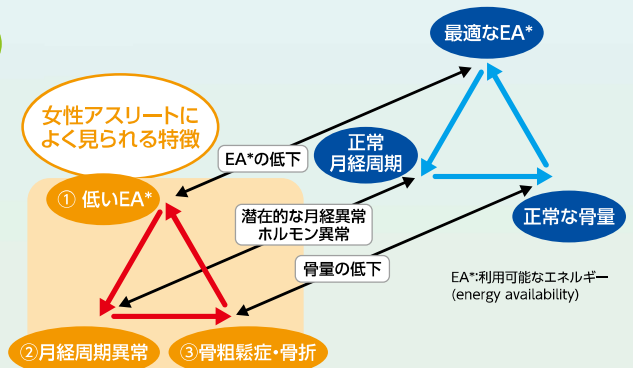 最適なEA*
女性アスリートに
よく見られる特徴
正常
月経周期
EA*の低下
① 低いEA*
正常な骨量
潜在的な月経異常
ホルモン異常
骨量の低下
EA*:利用可能なエネルギー
(energy availability)
②月経周期異常
③骨粗鬆症・骨折